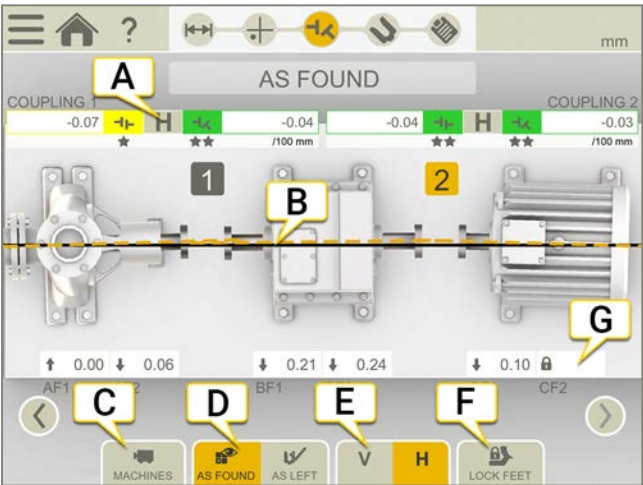 ?
mm
A
AS FOUND
COUPLING 1
COUPLING 2
-0.07 H -0.04
-0.04 H -0.03
/100 mm
/100 mm
1
2
B
G
0.00 0.06
0.21 0.24
0.10
AF1
BF1
CF2
C
D
E
F
MACHINES
AS FOUND
AS LEFT
V
H
LOCK FEET